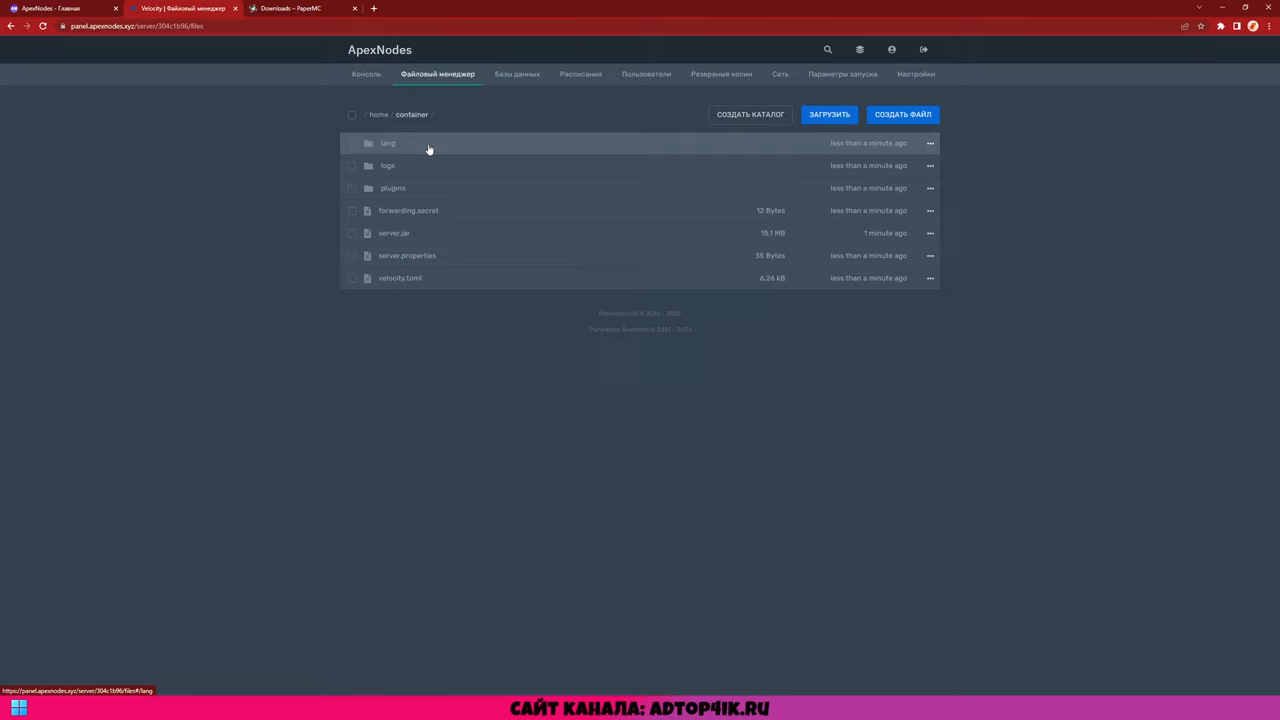 ApexNodes - Главная
Velocity | Файловый менеджер
Downloads – PaperMC
panel.apexnodes.xyz/server/304c1b96/files
ApexNodes
Консоль Файловый менеджер Базы данных Расписания Пользователи Резервные копии Сеть Параметры запуска Настройки
/ home / container /
СОЗДАТЬ КАТАЛОГ ЗАГРУЗИТЬ СОЗДАТЬ ФАЙЛ
lang less than a minute ago
logs less than a minute ago
plugins less than a minute ago
forwarding.secret 12 Bytes less than a minute ago
server.jar 15.1 MB 1 minute ago
server.properties 35 Bytes less than a minute ago
velocity.toml 6.26 kB less than a minute ago
Pterodactyl® © 2015 - 2022
https://panel.apexnodes.xyz/server/304c1b96/files#/lang
САЙТ КАНАЛА: ADTOP4IK.RU